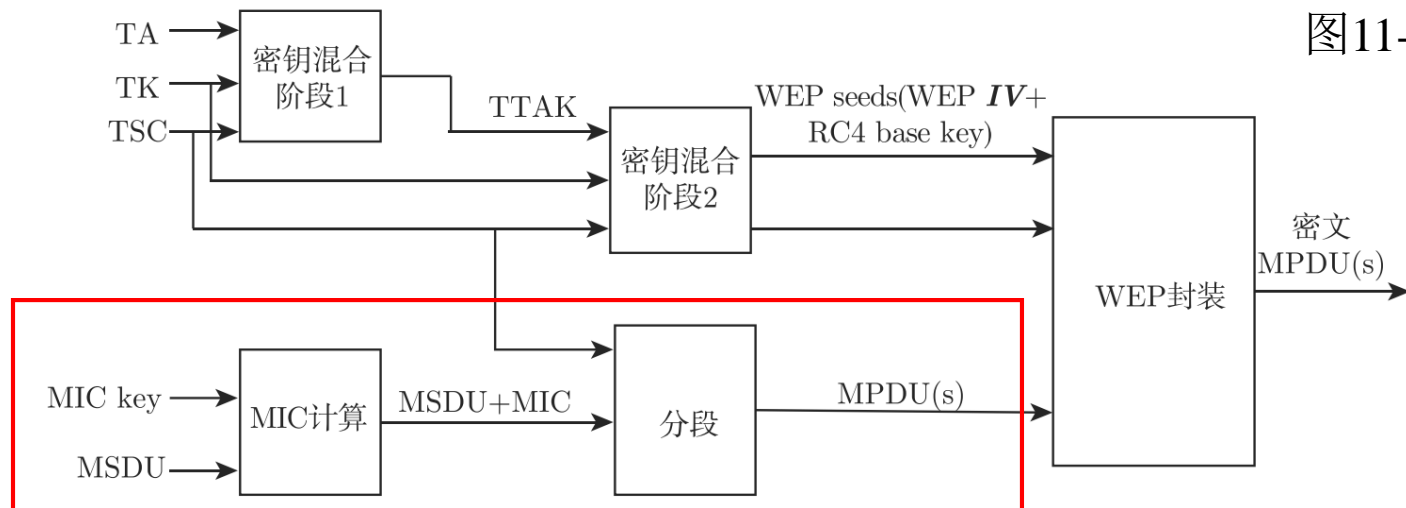 图11-
TA
TK
TSC
密钥混合
阶段1
TTAK
密钥混合
阶段2
WEP seeds(WEP IV+
RC4 base key)
WEP封装
密文
MPDU(s)
MIC key
MSDU
MIC计算
MSDU+MIC
分段
MPDU(s)